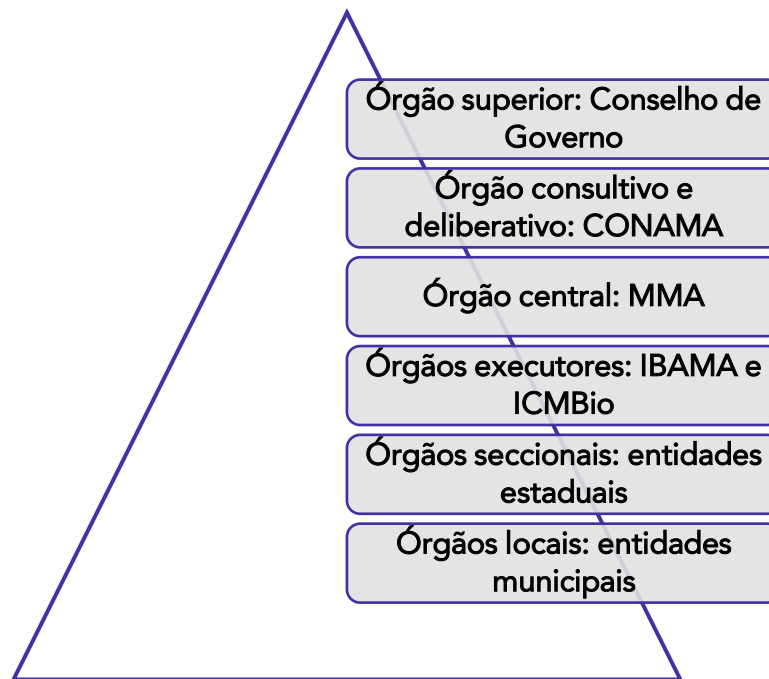 Órgão superior: Conselho de
Governo
Órgão consultivo e
deliberativo: CONAMA
Órgão central: MMA
Órgãos executores: IBAMA e
ICMBio
Órgãos seccionais: entidades
estaduais
Órgãos locais: entidades
municipais